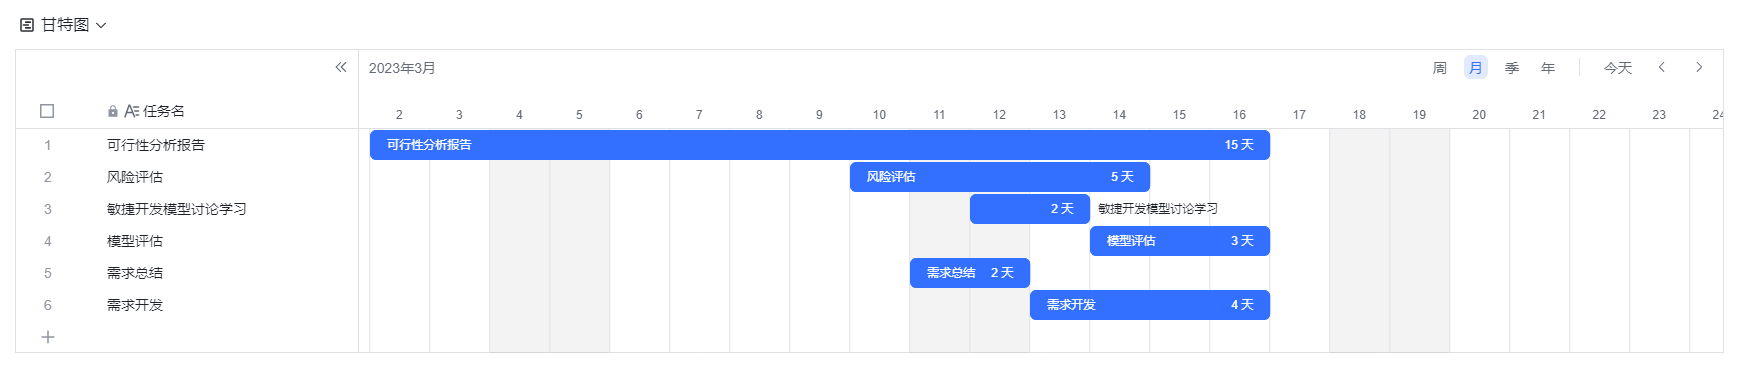 甘特图
2023年3月 周 月 季 年 今天
任务名 2 3 4 5 6 7 8 9 10 11 12 13 14 15 16 17 18 19 20 21 22 23 24
1 可行性分析报告 可行性分析报告 15 天
2 风险评估 风险评估 5 天
3 敏捷开发模型讨论学习 2 天 敏捷开发模型讨论学习
4 模型评估 模型评估 3 天
5 需求总结 需求总结 2 天
6 需求开发 需求开发 4 天